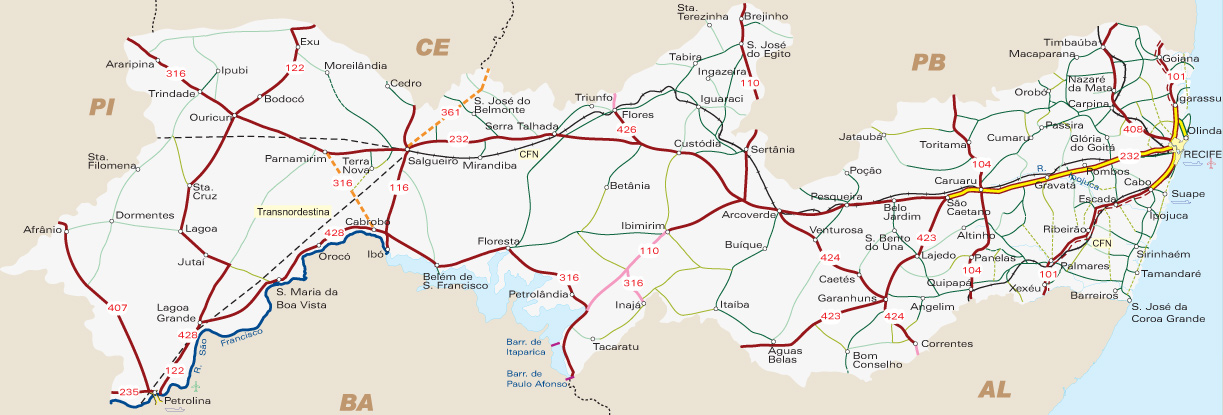 Sta.
Terezinha
Brejinho
S. José
do Egito
Timbaúba
Macaparana
Goiana
Exu
CE
PB
Araripina
316
122
Ipubi
Moreilândia
Tabira
Ingazeira
110
Nazaré
da Mata
101
Trindade
Bodocó
Cedro
Orobó
Carpina
Igarassu
PI
Ouricuri
361
S. José do
Belmonte
Triunfo
Iguaraci
Flores
426
Passira
408
Olinda
Serra Talhada
232
Jataúba
Toritama
Cumaru
Glória
do Goitá
Parnamirim
Terra
Nova
Salgueiro
Mirandiba
CFN
Custódia
Sertânia
104
232
RECIFE
Sta.
Filomena
316
116
Betânia
Poção
Caruaru
R.
Ipojuca
Pombos
Gravatá
Cabo
Sta.
Cruz
Pesqueira
São
Caetano
Escada
Suape
Transnordestina
Arcoverde
Belo
Jardim
Ipojuca
Dormentes
Cabrobó
Ibimirim
Venturosa
Altinho
Ribeirão
Afrânio
Lagoa
428
Floresta
110
Buíque
S. Bento
do Una
423
CFN
Jutaí
Orocó
Ibó
424
Lajedo
Panelas
Palmares
Sirinhaém
Belém de
S. Francisco
316
316
Caetés
104
101
Tamandaré
S. Maria da
Boa Vista
Petrolândia
Inajá
Itaíba
Garanhuns
Quipapá
Xexéu
Barreiros
407
Lagoa
Grande
Angelim
S. José da
Coroa Grande
428
R. São
Francisco
423
424
Barr. de
Itaparica
Tacaratu
Águas
Belas
Bom
Conselho
Correntes
122
Barr. de
Paulo Afonso
235
Petrolina
BA
AL